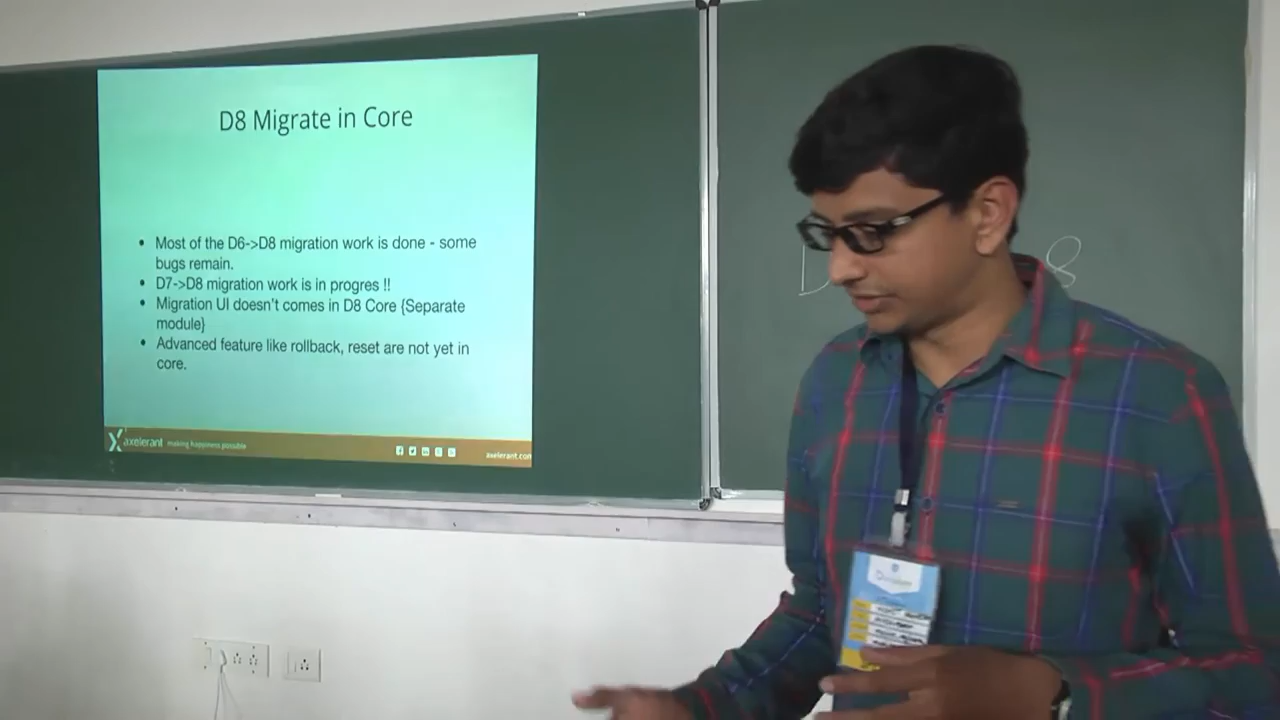 D8 Migrate in Core
• Most of the D6->D8 migration work is done - some
bugs remain.
• D7->D8 migration work is in progres !!
• Migration UI doesn't comes in D8 Core {Separate
module}
• Advanced feature like rollback, reset are not yet in
core.
axelerant making happiness possible
axelerant.com
D 8